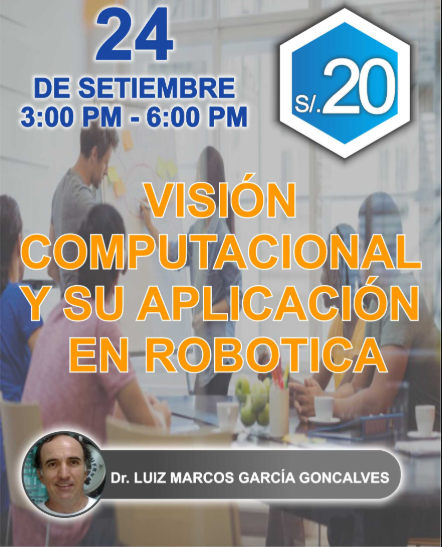 24
DE SETIEMBRE
3:00 PM - 6:00 PM
S/.20
VISIÓN
COMPUTACIONAL
Y SU APLICACIÓN
EN ROBOTICA
Dr. LUIZ MARCOS GARCÍA GONCALVES